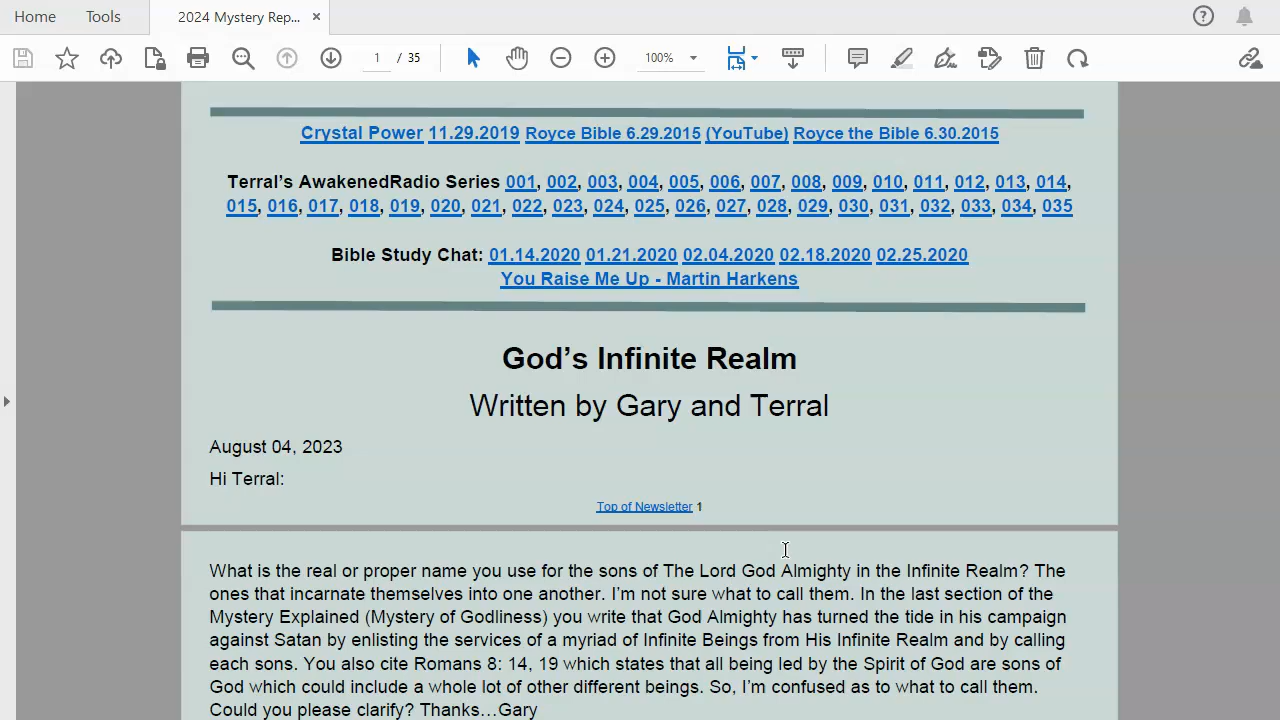 Home Tools 2024 Mystery Rep... ×
1 / 35 100%
Crystal Power 11.29.2019 Royce Bible 6.29.2015 (YouTube) Royce the Bible 6.30.2015
Terral's AwakenedRadio Series 001, 002, 003, 004, 005, 006, 007, 008, 009, 010, 011, 012, 013, 014,
015, 016, 017, 018, 019, 020, 021, 022, 023, 024, 025, 026, 027, 028, 029, 030, 031, 032, 033, 034, 035
Bible Study Chat: 01.14.2020 01.21.2020 02.04.2020 02.18.2020 02.25.2020
You Raise Me Up - Martin Harkens
God's Infinite Realm
Written by Gary and Terral
August 04, 2023
Hi Terral:
Top of Newsletter 1
What is the real or proper name you use for the sons of The Lord God Almighty in the Infinite Realm? The
ones that incarnate themselves into one another. I'm not sure what to call them. In the last section of the
Mystery Explained (Mystery of Godliness) you write that God Almighty has turned the tide in his campaign
against Satan by enlisting the services of a myriad of Infinite Beings from His Infinite Realm and by calling
each sons. You also cite Romans 8: 14, 19 which states that all being led by the Spirit of God are sons of
God which could include a whole lot of other different beings. So, I'm confused as to what to call them.
Could you please clarify? Thanks…Gary